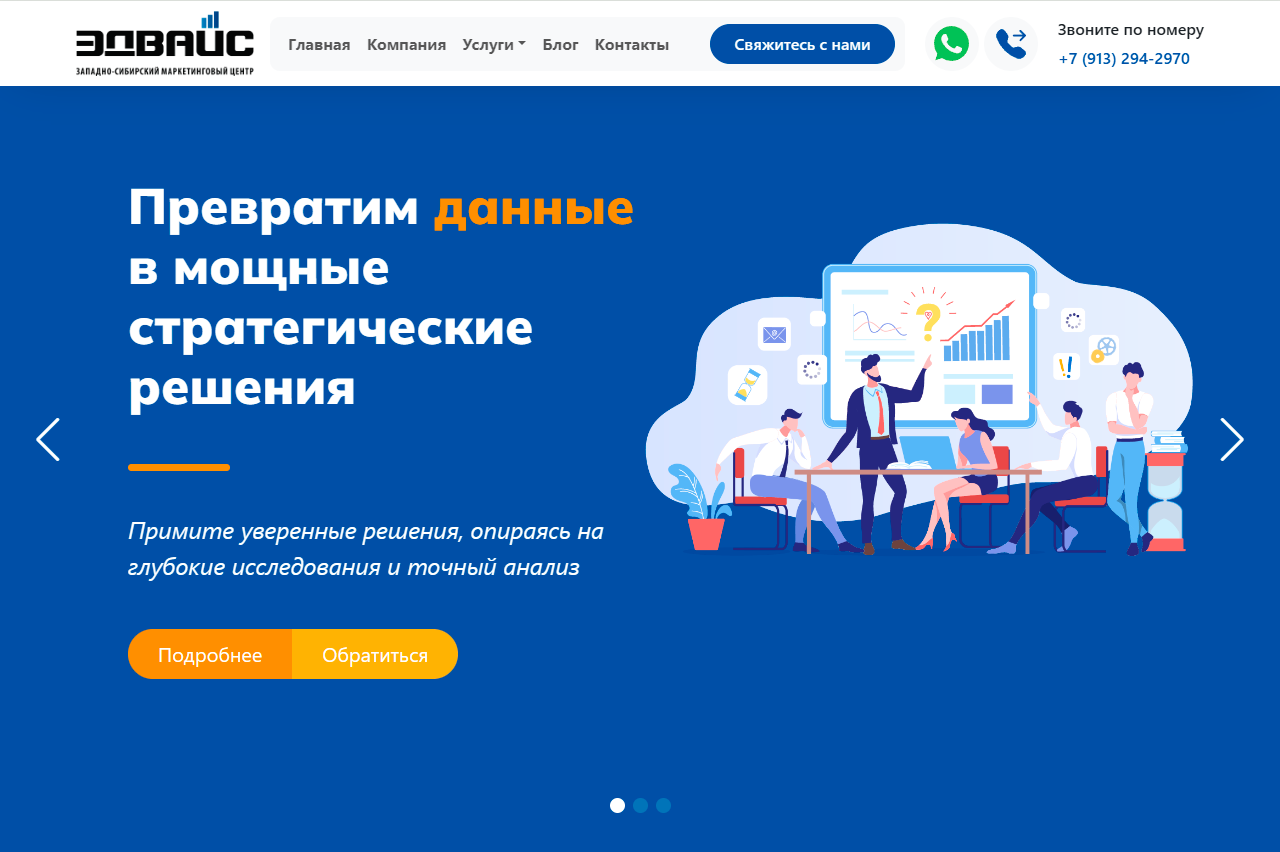 ЭДВАЙС
ЗАПАДНО-СИБИРСКИЙ МАРКЕТИНГОВЫЙ ЦЕНТР
Главная Компания Услуги Блог Контакты
Свяжитесь с нами
Звоните по номеру
+7 (913) 294-2970
Превратим данные
в мощные
стратегические
решения
Примите уверенные решения, опираясь на
глубокие исследования и точный анализ
Подробнее Обратиться